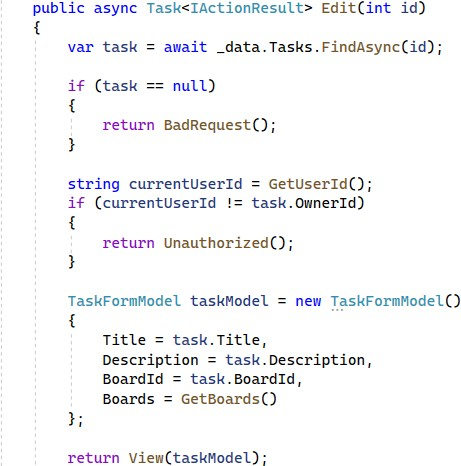 public async Task<IActionResult> Edit(int id)
{
    var task = await _data.Tasks.FindAsync(id);

    if (task == null)
    {
        return BadRequest();
    }

    string currentUserId = GetUserId();
    if (currentUserId != task.OwnerId)
    {
        return Unauthorized();
    }

    TaskFormModel taskModel = new TaskFormModel()
    {
        Title = task.Title,
        Description = task.Description,
        BoardId = task.BoardId,
        Boards = GetBoards()
    };

    return View(taskModel);